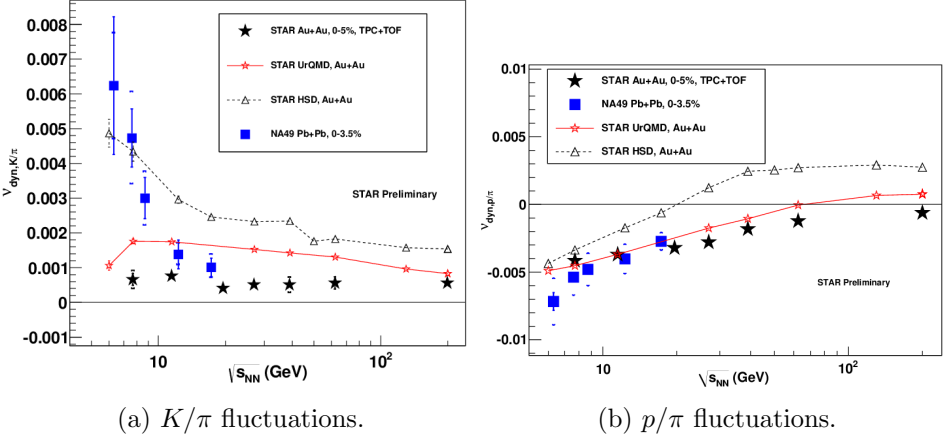 0.008
0.007
0.006
0.005
0.004
0.003
0.002
0.001
0
-0.001
ν dyn,K/π
STAR Au+Au, 0-5%, TPC+TOF
STAR UrQMD, Au+Au
STAR HSD, Au+Au
NA49 Pb+Pb, 0-3.5%
STAR Preliminary
10
10²
√sNN (GeV)
(a) K/π fluctuations.
0.01
0.005
0
-0.005
-0.01
ν dyn,p/π
STAR Au+Au, 0-5%, TPC+TOF
NA49 Pb+Pb, 0-3.5%
STAR UrQMD, Au+Au
STAR HSD, Au+Au
STAR Preliminary
10
10²
√sNN (GeV)
(b) p/π fluctuations.